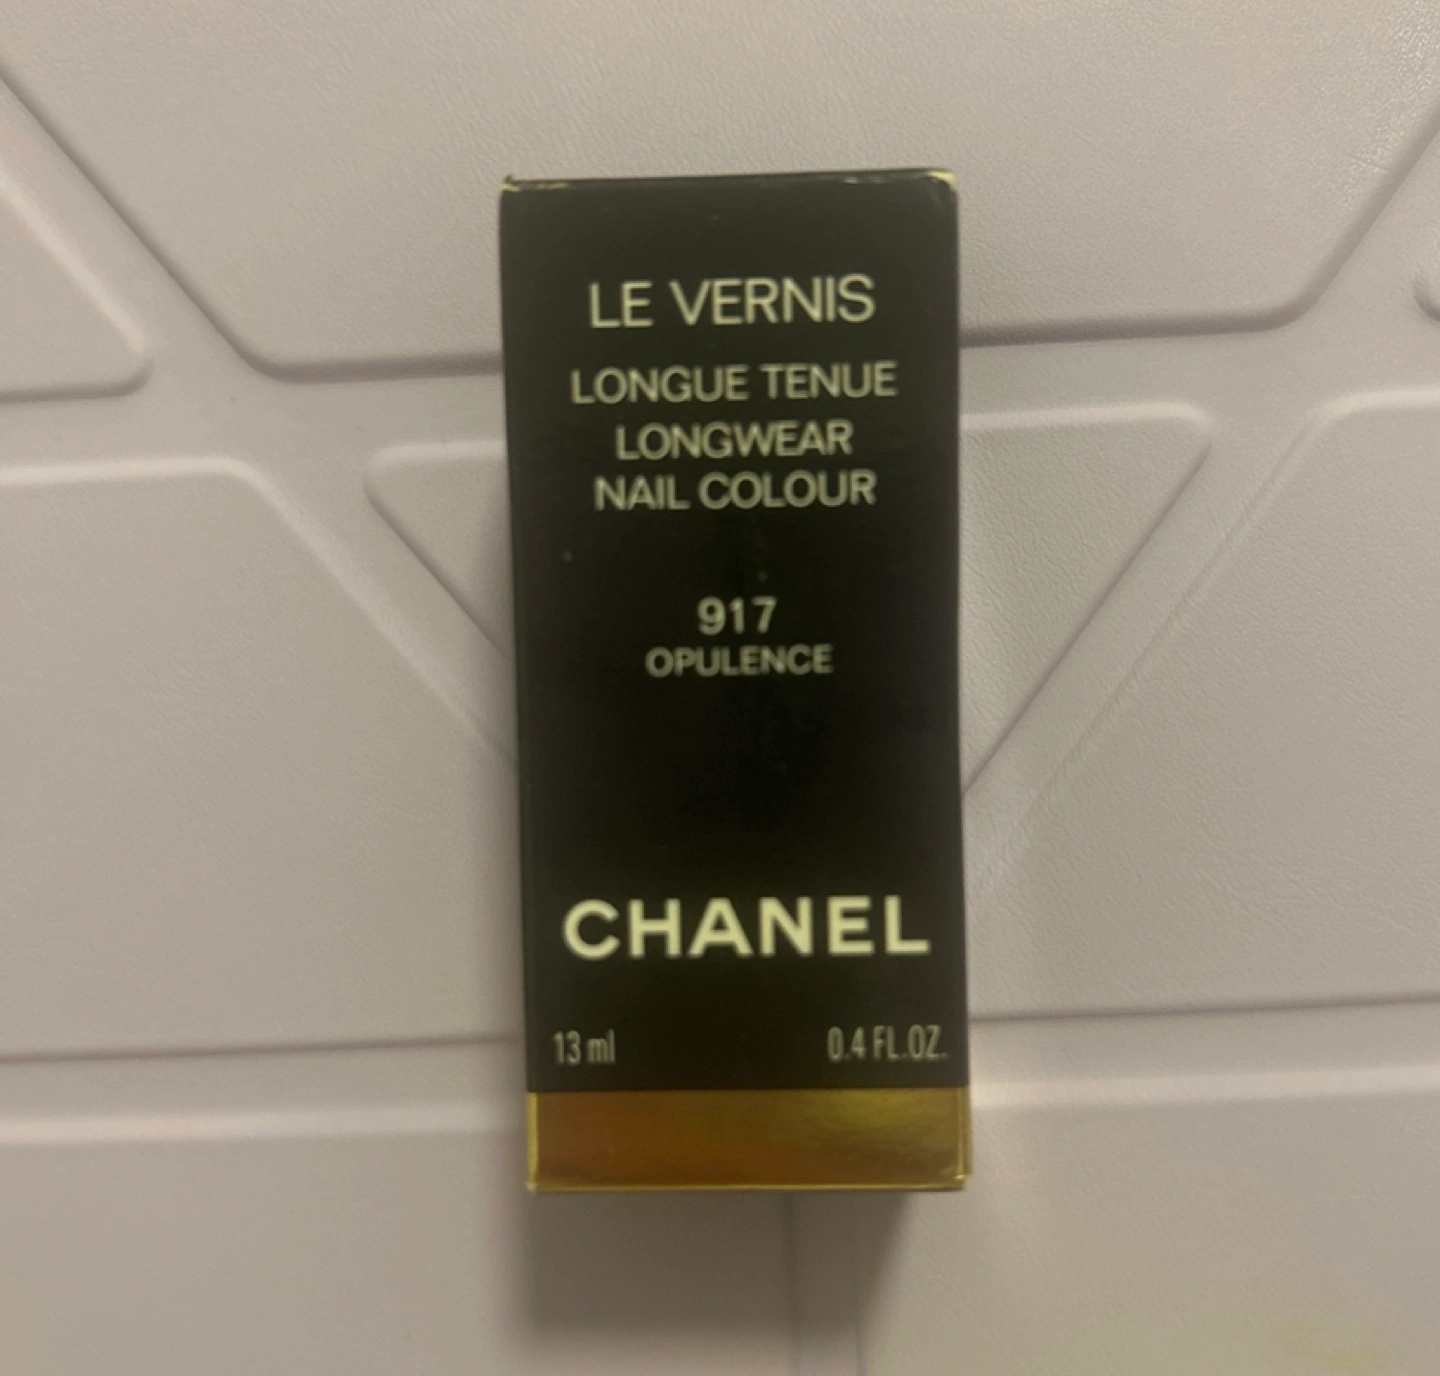 LE VERNIS
LONGUE TENUE
LONGWEAR
NAIL COLOUR
917
OPULENCE
CHANEL
13 ml 0.4 FL.OZ.